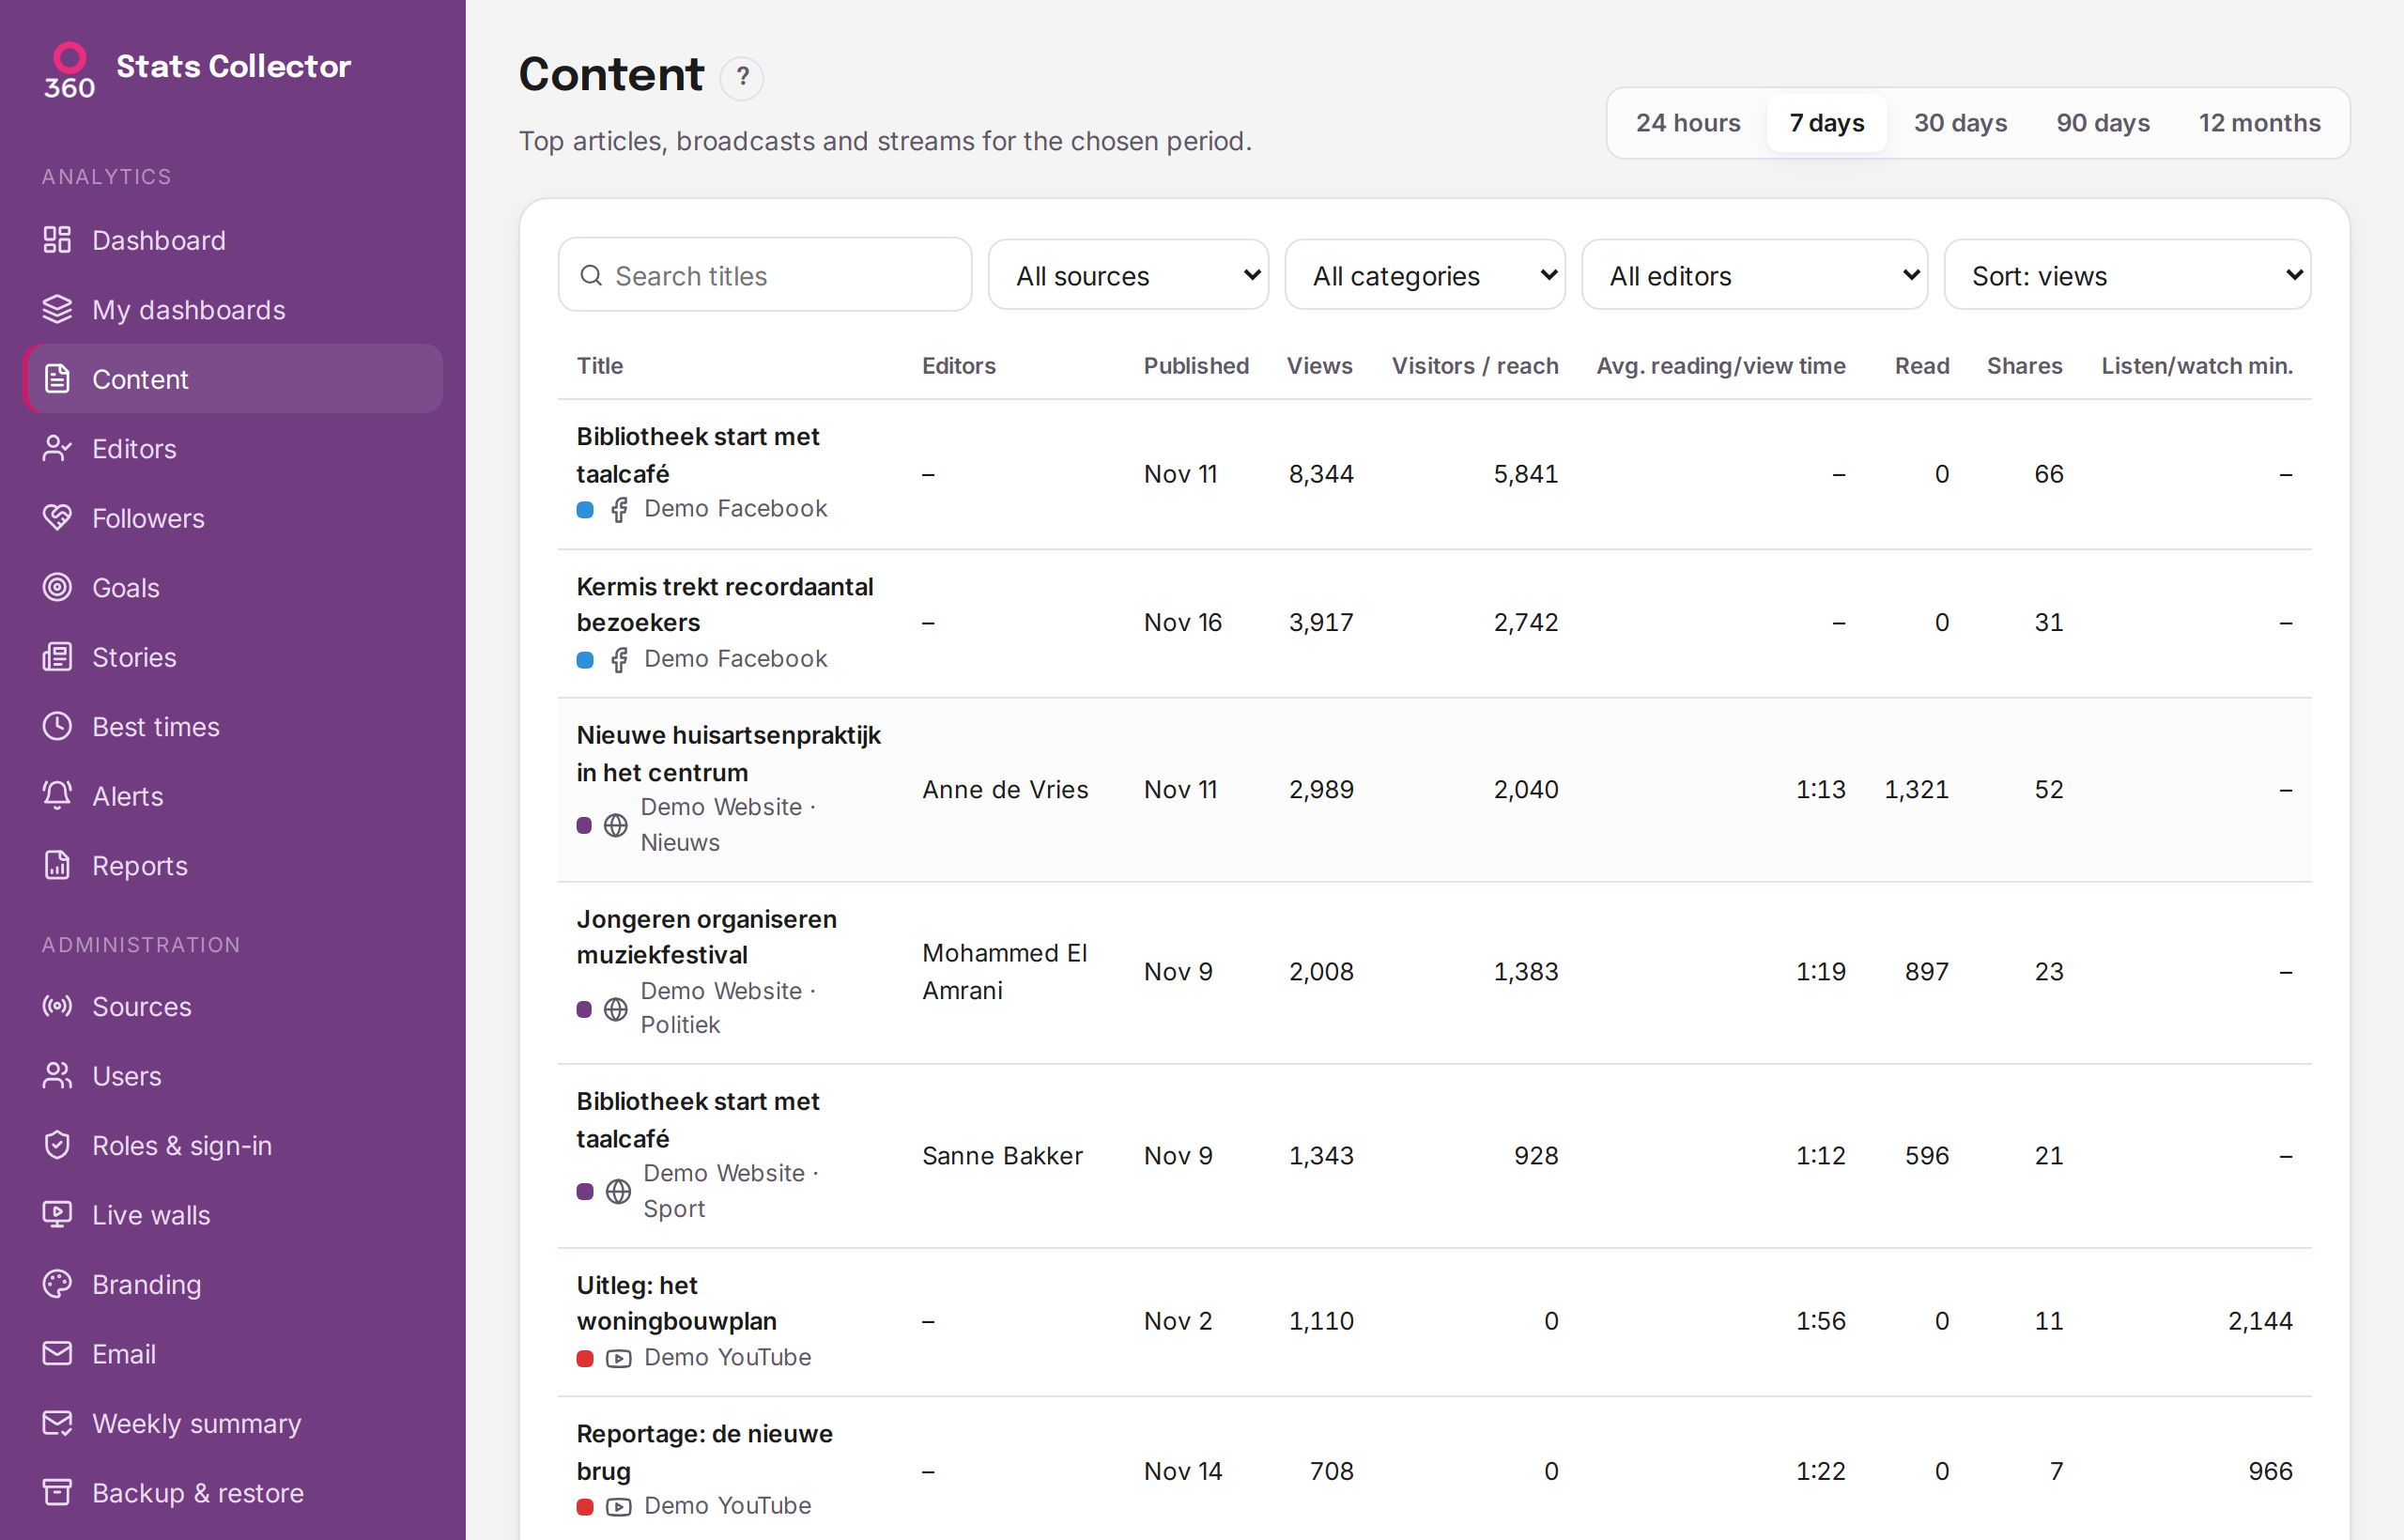 360
Stats Collector
ANALYTICS
Dashboard
My dashboards
Content
Editors
Followers
Goals
Stories
Best times
Alerts
Reports
ADMINISTRATION
Sources
Users
Roles & sign-in
Live walls
Branding
Email
Weekly summary
Backup & restore
Content ?
Top articles, broadcasts and streams for the chosen period.
24 hours 7 days 30 days 90 days 12 months
Search titles All sources All categories All editors Sort: views
Title Editors Published Views Visitors / reach Avg. reading/view time Read Shares Listen/watch min.
Bibliotheek start met
taalcafé
– Nov 11 8,344 5,841 – 0 66 –
Demo Facebook
Kermis trekt recordaantal
bezoekers
– Nov 16 3,917 2,742 – 0 31 –
Demo Facebook
Nieuwe huisartsenpraktijk
in het centrum
Anne de Vries Nov 11 2,989 2,040 1:13 1,321 52 –
Demo Website ·
Nieuws
Jongeren organiseren
muziekfestival
Mohammed El
Amrani
Nov 9 2,008 1,383 1:19 897 23 –
Demo Website ·
Politiek
Bibliotheek start met
taalcafé
Sanne Bakker Nov 9 1,343 928 1:12 596 21 –
Demo Website ·
Sport
Uitleg: het
woningbouwplan
– Nov 2 1,110 0 1:56 0 11 2,144
Demo YouTube
Reportage: de nieuwe
brug
– Nov 14 708 0 1:22 0 7 966
Demo YouTube